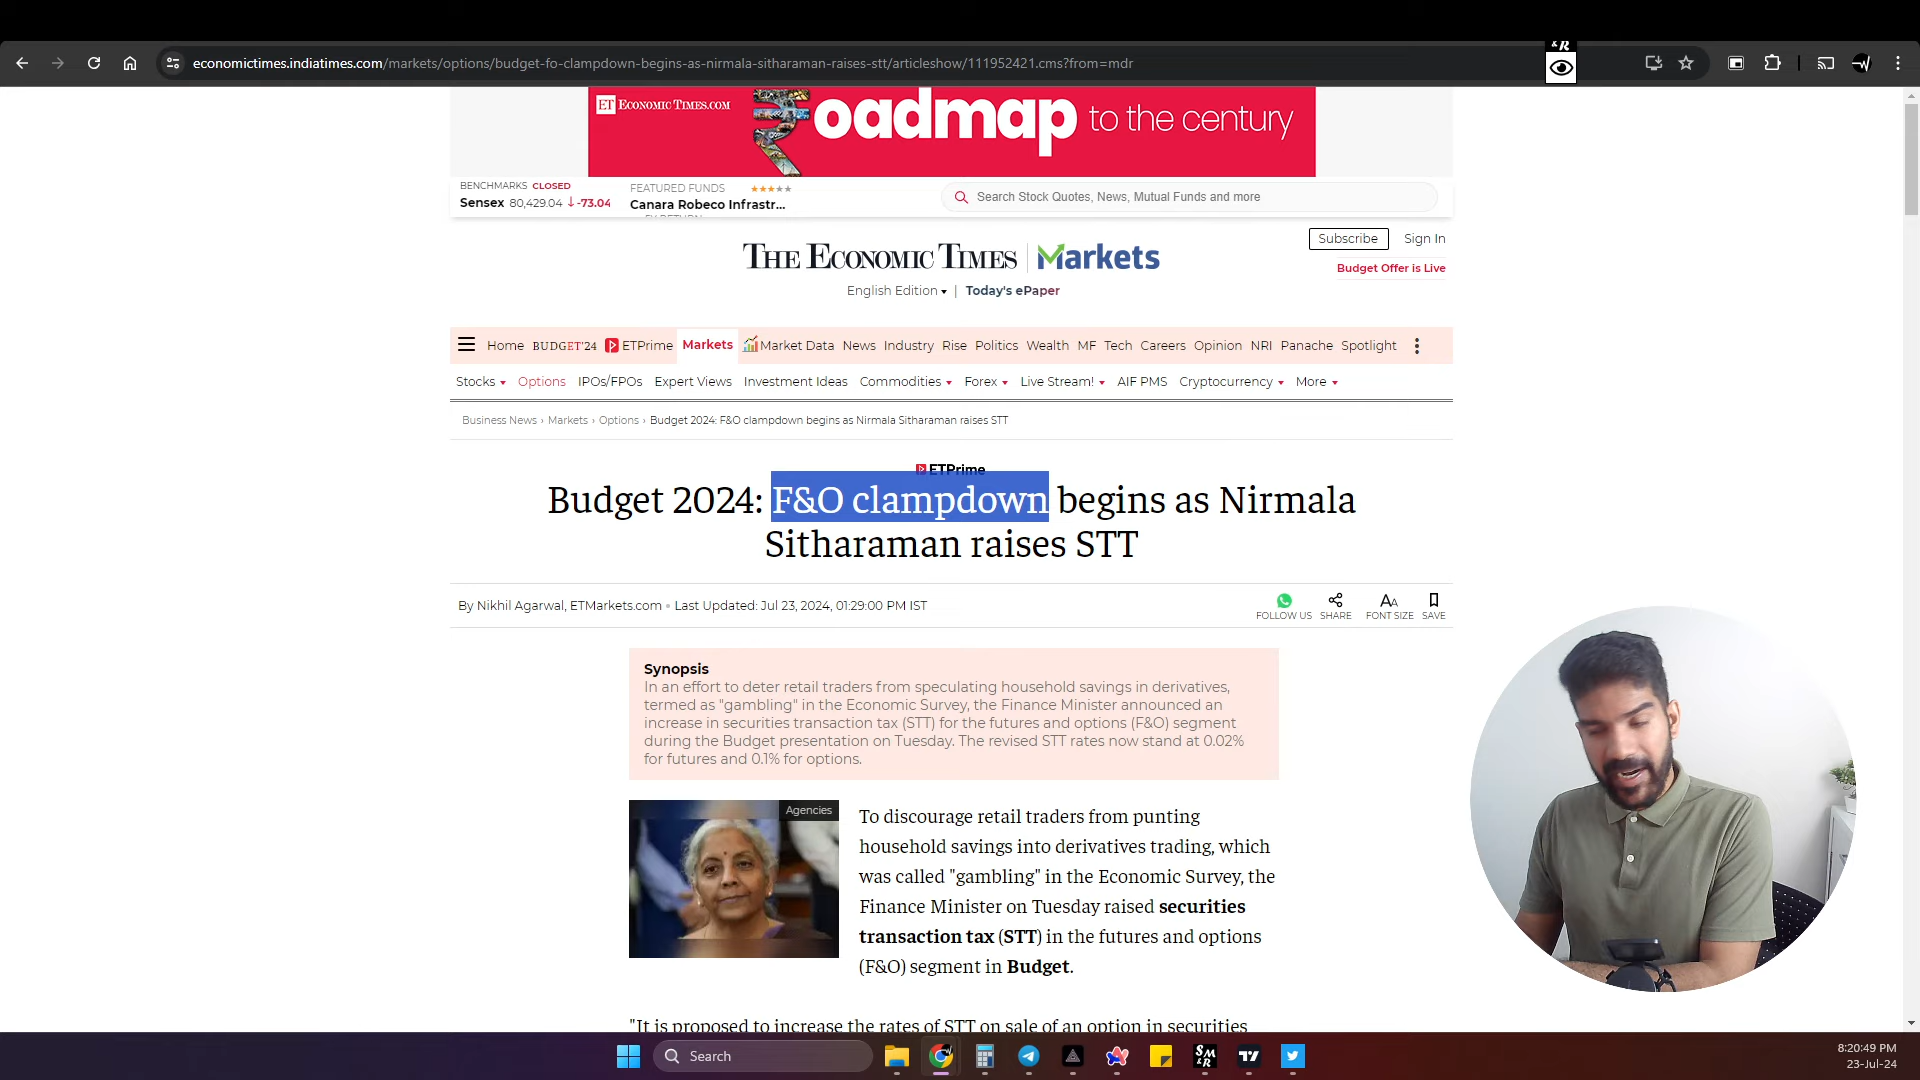 economictimes.indiatimes.com/markets/options/budget-fo-clampdown-begins-as-nirmala-sitharaman-raises-stt/articleshow/111952421.cms?from=mdr
&R
ET ECONOMIC TIMES.COM
₹oadmap to the century
BENCHMARKS CLOSED
Sensex 80,429.04 -73.04
FEATURED FUNDS ★★★★★
Canara Robeco Infrastr...
5Y RETURN
Search Stock Quotes, News, Mutual Funds and more
Subscribe Sign In
THE ECONOMIC TIMES Markets
Budget Offer is Live
English Edition | Today's ePaper
Home BUDGET'24 ETPrime Markets Market Data News Industry Rise Politics Wealth MF Tech Careers Opinion NRI Panache Spotlight
Stocks Options IPOs/FPOs Expert Views Investment Ideas Commodities Forex Live Stream! AIF PMS Cryptocurrency More
Business News › Markets › Options › Budget 2024: F&O clampdown begins as Nirmala Sitharaman raises STT
ETPrime
Budget 2024: F&O clampdown begins as Nirmala
Sitharaman raises STT
By Nikhil Agarwal, ETMarkets.com Last Updated: Jul 23, 2024, 01:29:00 PM IST
FOLLOW US SHARE FONT SIZE SAVE
Synopsis
In an effort to deter retail traders from speculating household savings in derivatives,
termed as "gambling" in the Economic Survey, the Finance Minister announced an
increase in securities transaction tax (STT) for the futures and options (F&O) segment
during the Budget presentation on Tuesday. The revised STT rates now stand at 0.02%
for futures and 0.1% for options.
Agencies
To discourage retail traders from punting
household savings into derivatives trading, which
was called "gambling" in the Economic Survey, the
Finance Minister on Tuesday raised securities
transaction tax (STT) in the futures and options
(F&O) segment in Budget.
"It is proposed to increase the rates of STT on sale of an option in securities
Search
SM
&R
8:20:49 PM
23-Jul-24